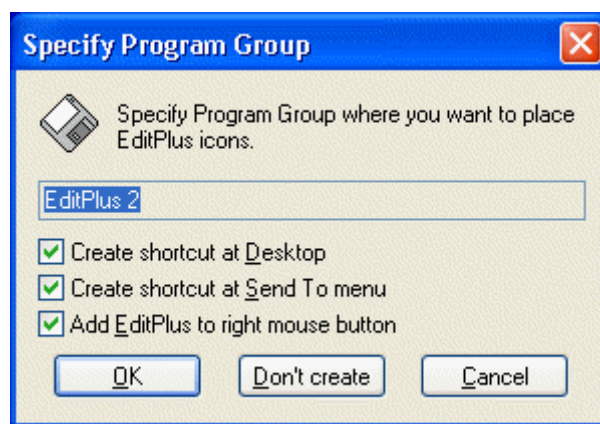 Specify Program Group
Specify Program Group where you want to place
EditPlus icons.
EditPlus 2
Create shortcut at Desktop
Create shortcut at Send To menu
Add EditPlus to right mouse button
OK Don't create Cancel